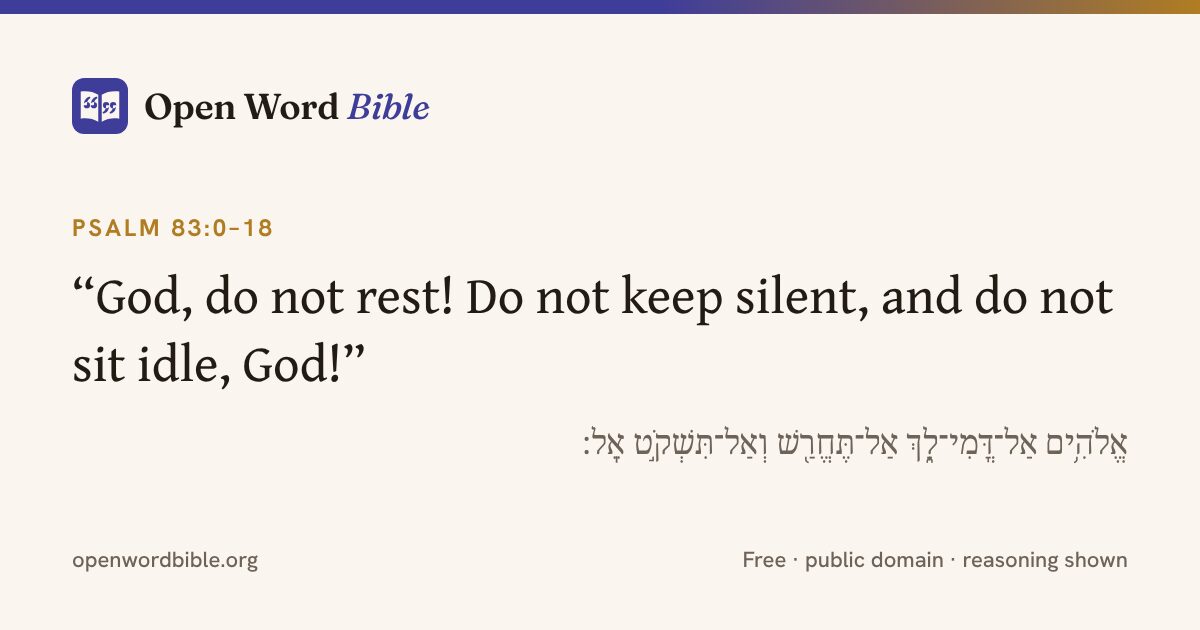 Open Word Bible
PSALM 83:0–18
“God, do not rest! Do not keep silent, and do not
sit idle, God!”
אֱלֹהִ֥ים אַל־דֳּמִי־לָ֑ךְ אַל־תֶּחֱרַ֖שׁ וְאַל־תִּשְׁקֹ֣ט אֵֽל׃
openwordbible.org
Free · public domain · reasoning shown